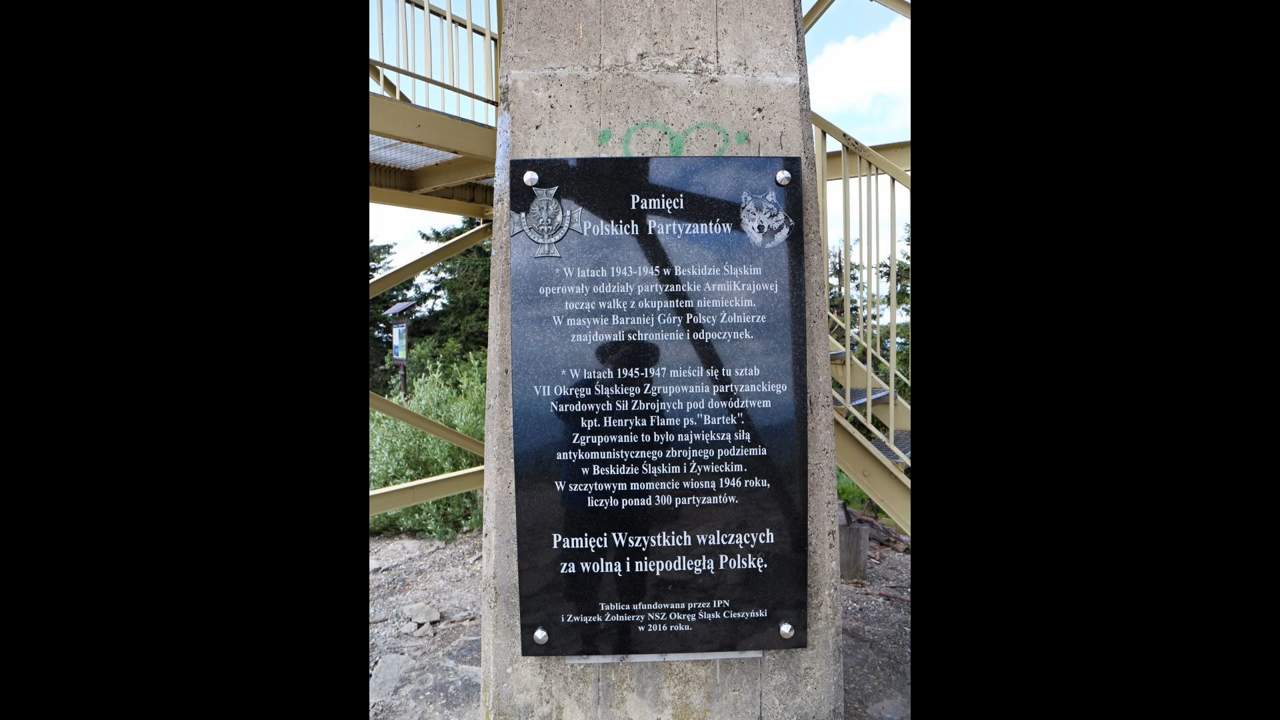 Pamięci
Polskich Partyzantów
* W latach 1943-1945 w Beskidzie Śląskim
operowały oddziały partyzanckie ArmiiKrajowej
tocząc walkę z okupantem niemieckim.
W masywie Baraniej Góry Polscy Żołnierze
znajdowali schronienie i odpoczynek.
* W latach 1945-1947 mieścił się tu sztab
VII Okręgu Śląskiego Zgrupowania partyzanckiego
Narodowych Sił Zbrojnych pod dowództwem
kpt. Henryka Flame ps."Bartek".
Zgrupowanie to było największą siłą
antykomunistycznego zbrojnego podziemia
w Beskidzie Śląskim i Żywieckim.
W szczytowym momencie wiosną 1946 roku,
liczyło ponad 300 partyzantów.
Pamięci Wszystkich walczących
za wolną i niepodległą Polskę.
Tablica ufundowana przez IPN
i Związek Żołnierzy NSZ Okręg Śląsk Cieszyński
w 2016 roku.